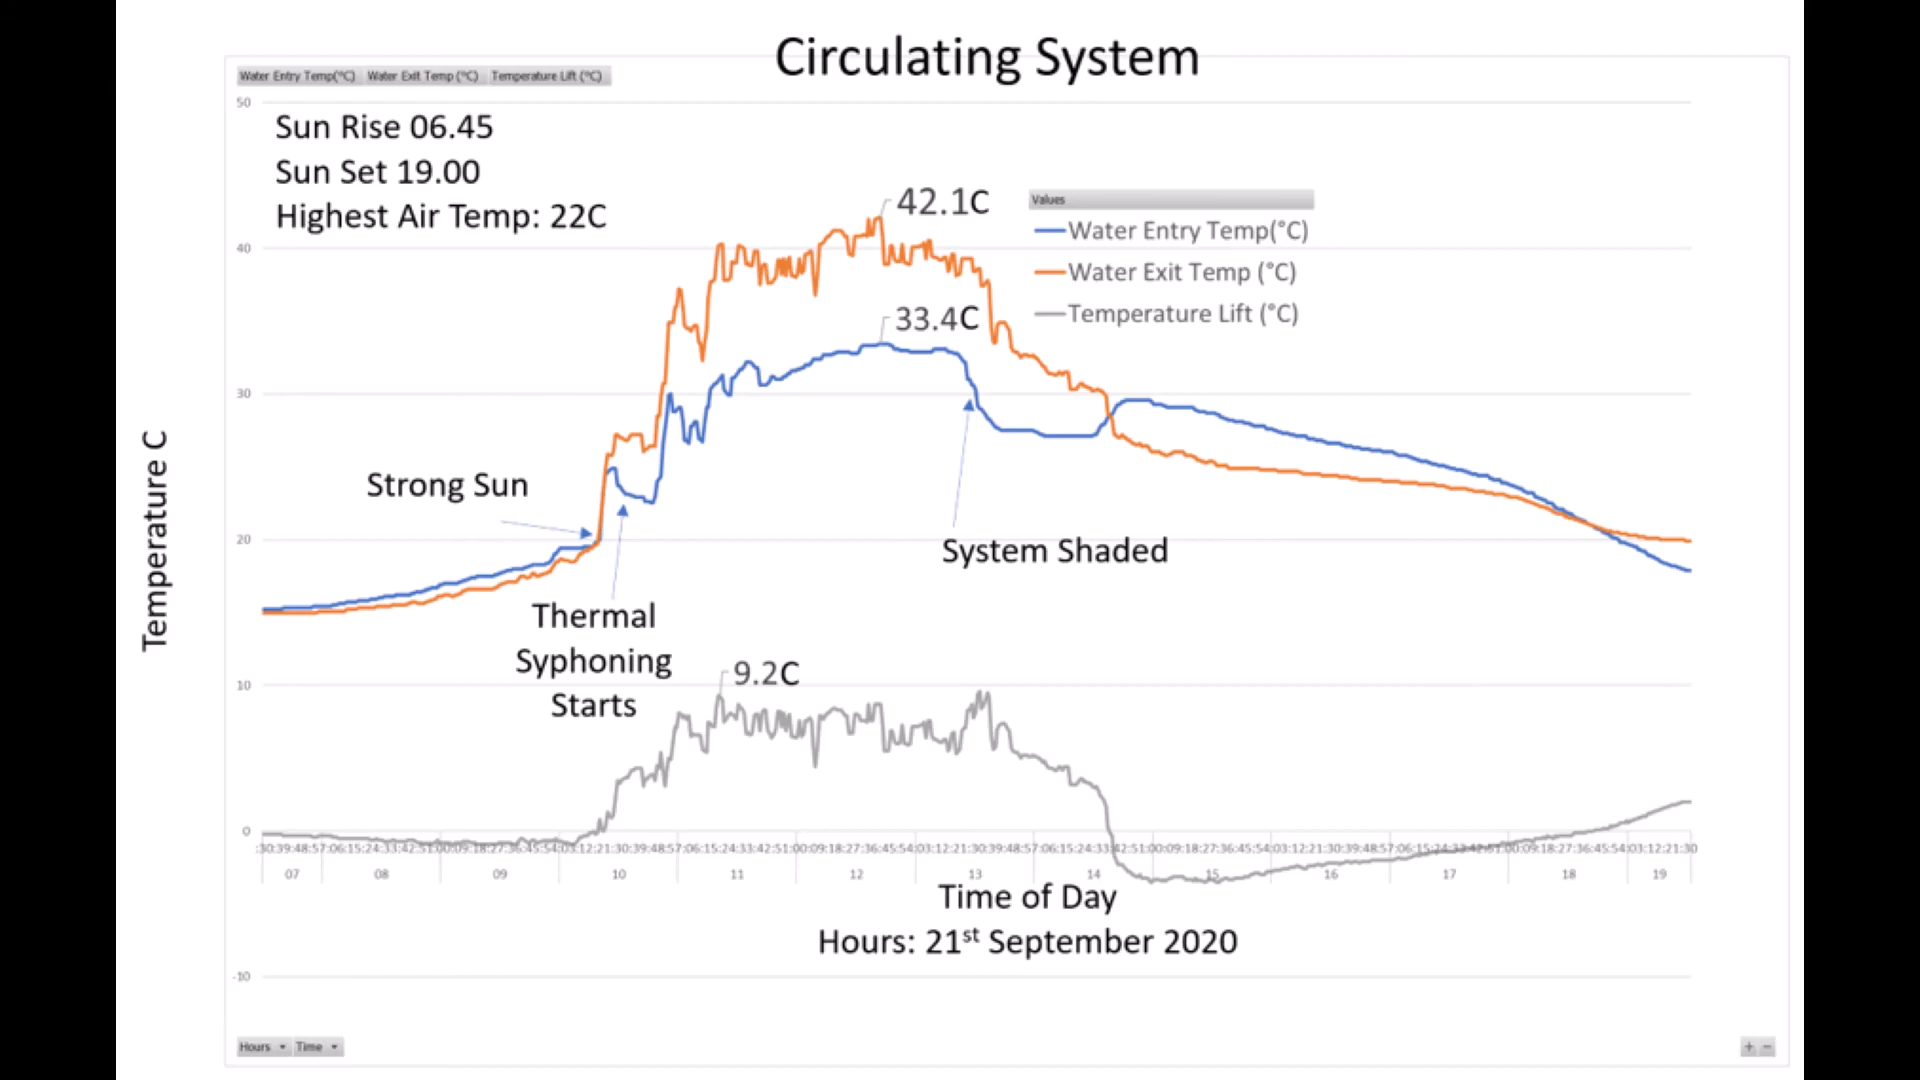 Circulating System
Water Entry Temp(°C) Water Exit Temp (°C) Temperature Lift (°C)
50
Sun Rise 06.45
Sun Set 19.00
Highest Air Temp: 22C
42.1C
Values
Water Entry Temp(°C)
Water Exit Temp (°C)
Temperature Lift (°C)
40
33.4C
30
Temperature C
Strong Sun
20
System Shaded
Thermal
Syphoning
Starts
9.2C
10
0
07 08 09 10 11 12 13 14 15 16 17 18 19
Time of Day
Hours: 21st September 2020
-10
Hours Time
+ -